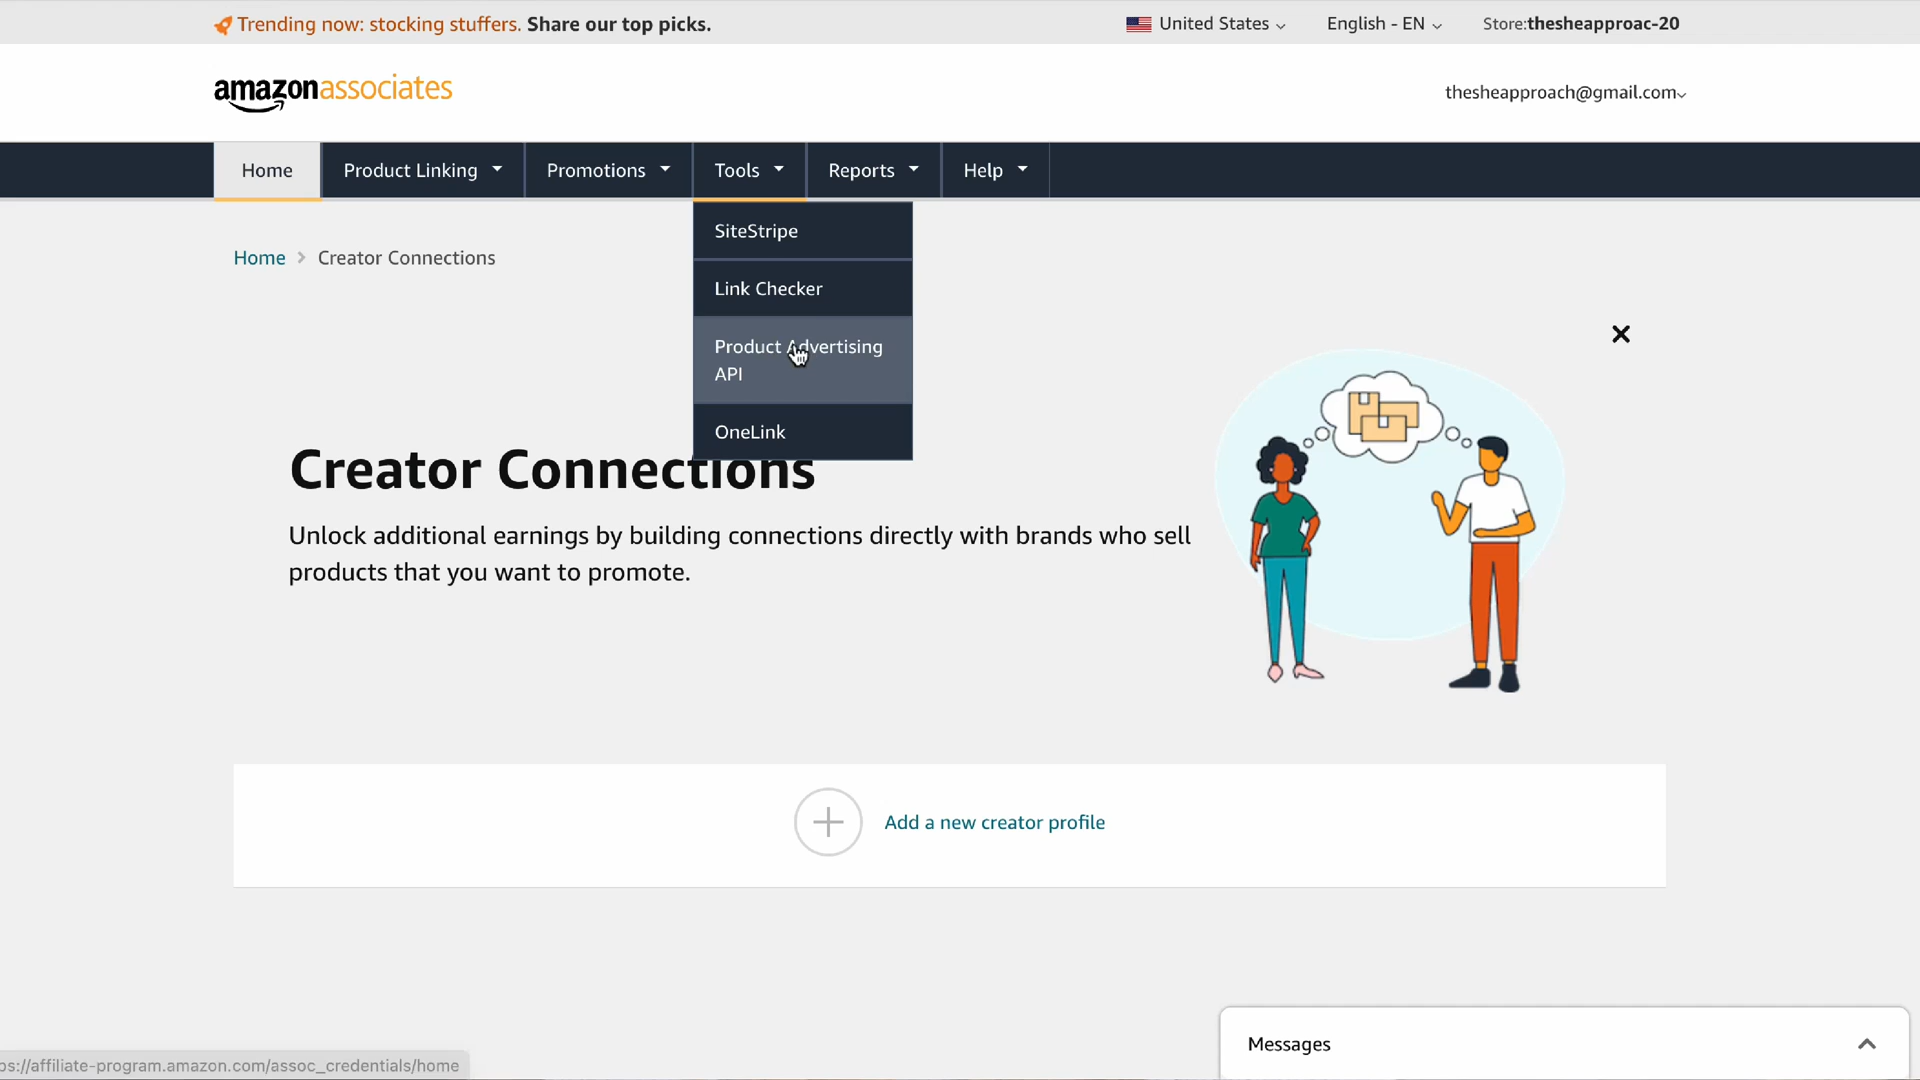 Trending now: stocking stuffers. Share our top picks.
United States
English - EN
Store:thesheapproac-20
amazonassociates
thesheapproach@gmail.com
Home
Product Linking
Promotions
Tools
Reports
Help
SiteStripe
Home > Creator Connections
Link Checker
Product Advertising
API
OneLink
Creator Connections
Unlock additional earnings by building connections directly with brands who sell
products that you want to promote.
Add a new creator profile
Messages
ps://affiliate-program.amazon.com/assoc_credentials/home